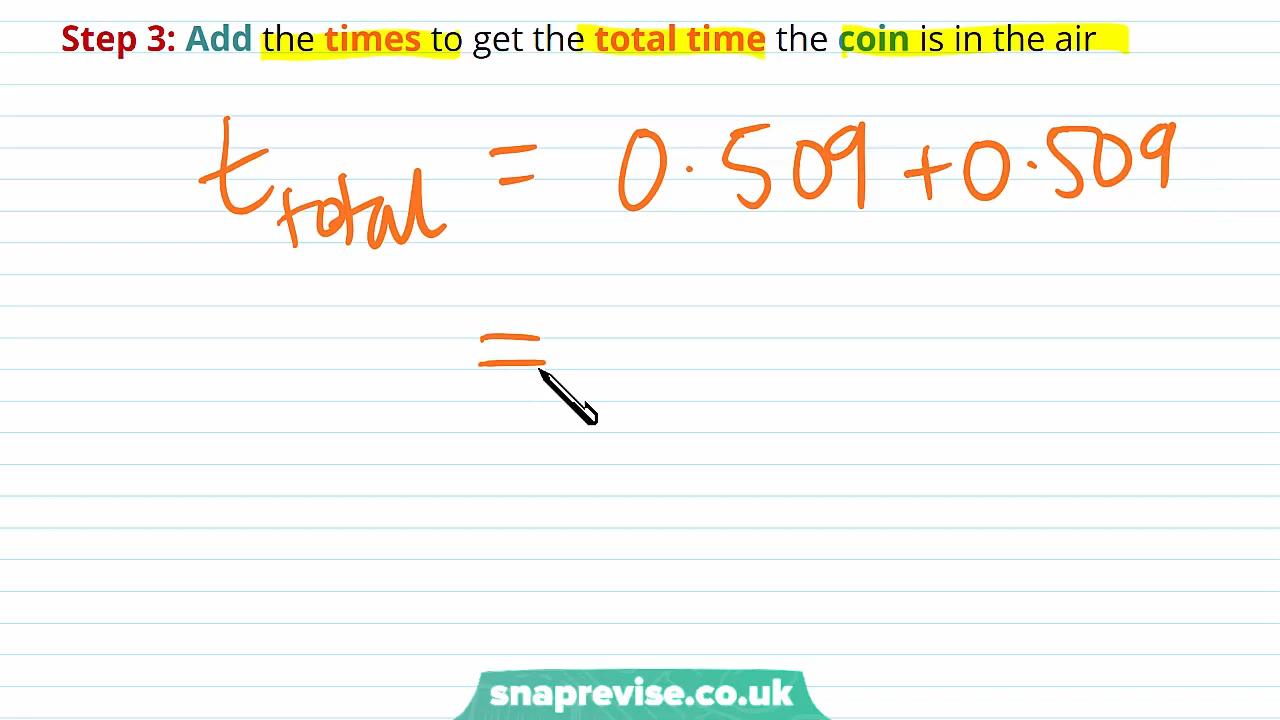 Step 3: Add the times to get the total time the coin is in the air
t total = 0.509 + 0.509
=
snaprevise.co.uk